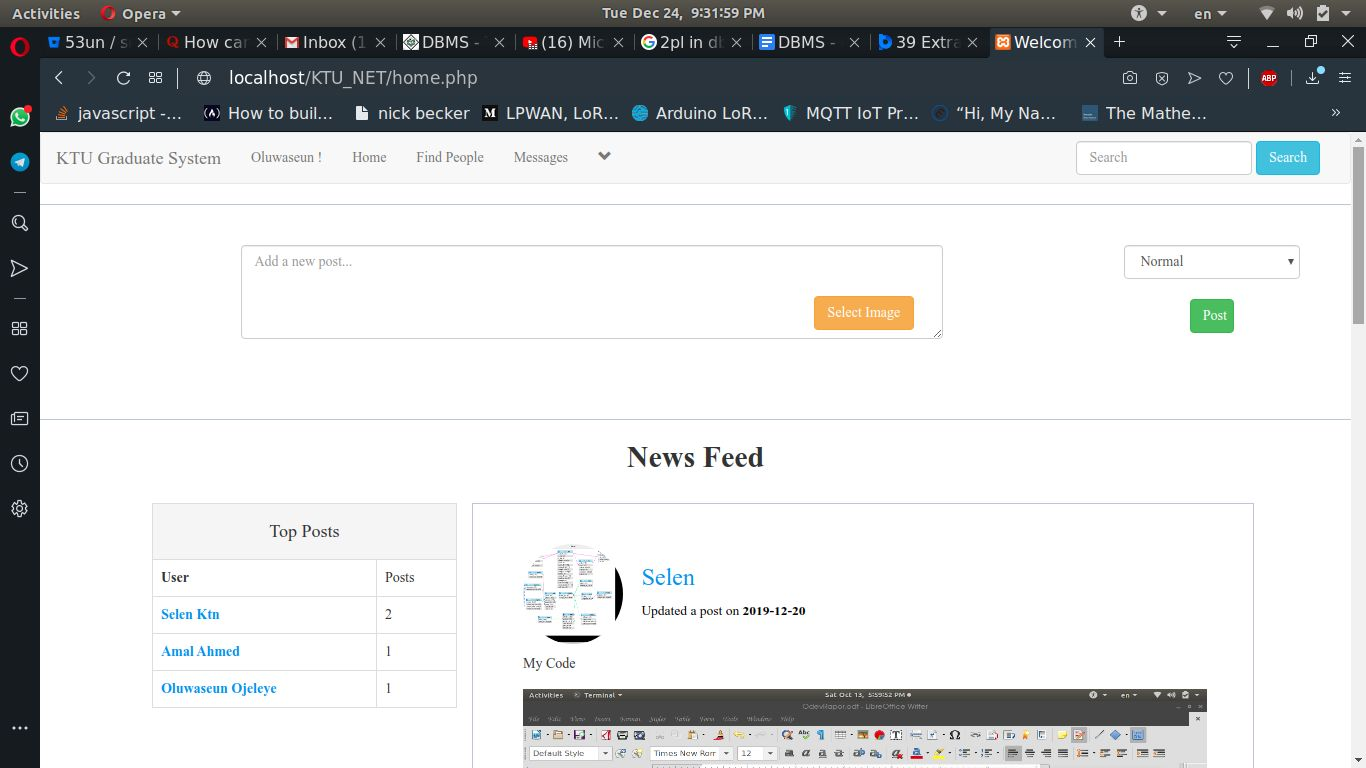 Activities Opera Tue Dec 24, 9:31:59 PM en
53un / s How car Inbox (1 DBMS - (16) Mic 2pl in db DBMS - 39 Extra Welcom
localhost/KTU_NET/home.php ABP
javascript -... How to buil... nick becker LPWAN, LoR... Arduino LoR... MQTT IoT Pr... “Hi, My Na... The Mathe... »
KTU Graduate System Oluwaseun ! Home Find People Messages Search Search
Add a new post... Normal
Select Image Post
News Feed
Top Posts
User Posts
Selen Ktn 2
Amal Ahmed 1
Oluwaseun Ojeleye 1
Selen
Updated a post on 2019-12-20
My Code
Activities Terminal Sat Oct 13, 5:59:52 PM en
OdevRapor.odt - LibreOffice Writer
File Edit View Insert Format Styles Table Form Tools Window Help
Default Style Times New Rom 12